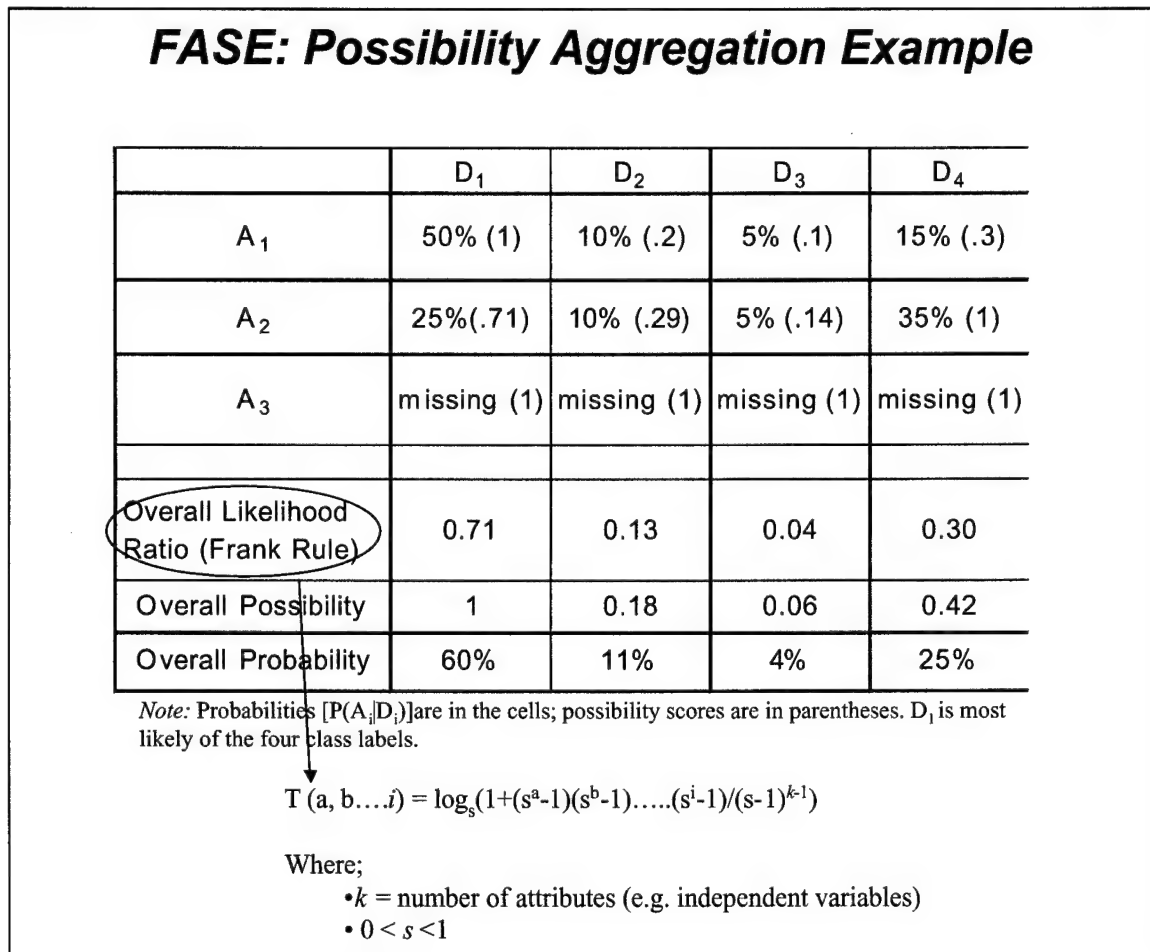 FASE: Possibility Aggregation Example
D₁ D₂ D₃ D₄
A₁ 50% (1) 10% (.2) 5% (.1) 15% (.3)
A₂ 25%(.71) 10% (.29) 5% (.14) 35% (1)
A₃ missing (1) missing (1) missing (1) missing (1)
Overall Likelihood
Ratio (Frank Rule) 0.71 0.13 0.04 0.30
Overall Possibility 1 0.18 0.06 0.42
Overall Probability 60% 11% 4% 25%
Note: Probabilities [P(Aᵢ|Dᵢ)]are in the cells; possibility scores are in parentheses. D₁ is most
likely of the four class labels.
T (a, b....i) = logₛ(1+(sᵃ-1)(sᵇ-1).....(sⁱ-1)/(s-1)ᵏ⁻¹)
Where;
•k = number of attributes (e.g. independent variables)
• 0 < s <1